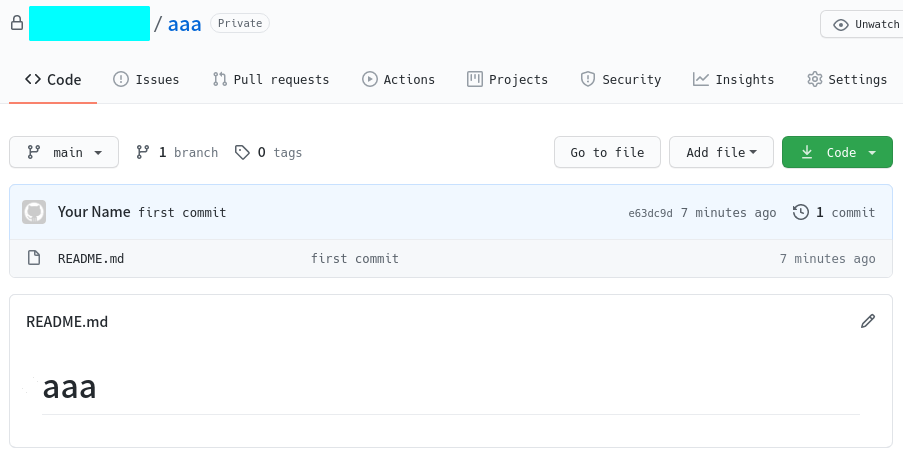 / aaa Private Unwatch
Code Issues Pull requests Actions Projects Security Insights Settings
main 1 branch 0 tags Go to file Add file Code
Your Name first commit e63dc9d 7 minutes ago 1 commit
README.md first commit 7 minutes ago
README.md
aaa